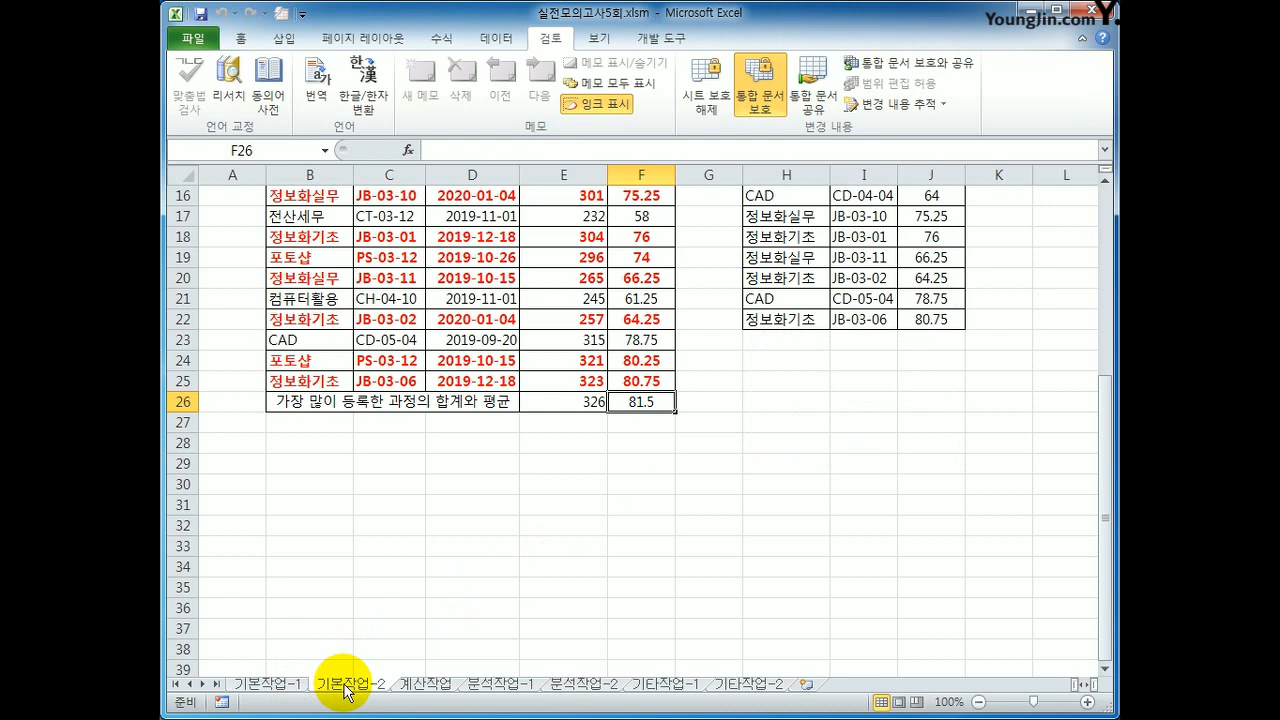 실전모의고사5회.xlsm - Microsoft Excel
YoungJin.com Y.
파일 홈 삽입 페이지 레이아웃 수식 데이터 검토 보기 개발 도구
맞춤법 검사 리서치 동의어 사전 번역 한글/한자 변환 새 메모 삭제 이전 다음
메모 표시/숨기기
메모 모두 표시
잉크 표시
시트 보호 해제 통합 문서 보호 통합 문서 공유
통합 문서 보호와 공유
범위 편집 허용
변경 내용 추적
언어 교정 언어 메모 변경 내용
F26 fx
A B C D E F G H I J K L
16 정보화실무 JB-03-10 2020-01-04 301 75.25 CAD CD-04-04 64
17 전산세무 CT-03-12 2019-11-01 232 58 정보화실무 JB-03-10 75.25
18 정보화기초 JB-03-01 2019-12-18 304 76 정보화기초 JB-03-01 76
19 포토샵 PS-03-12 2019-10-26 296 74 정보화실무 JB-03-11 66.25
20 정보화실무 JB-03-11 2019-10-15 265 66.25 정보화기초 JB-03-02 64.25
21 컴퓨터활용 CH-04-10 2019-11-01 245 61.25 CAD CD-05-04 78.75
22 정보화기초 JB-03-02 2020-01-04 257 64.25 정보화기초 JB-03-06 80.75
23 CAD CD-05-04 2019-09-20 315 78.75
24 포토샵 PS-03-12 2019-10-15 321 80.25
25 정보화기초 JB-03-06 2019-12-18 323 80.75
26 가장 많이 등록한 과정의 합계와 평균 326 81.5
27
28
29
30
31
32
33
34
35
36
37
38
39
기본작업-1 기본작업-2 계산작업 분석작업-1 분석작업-2 기타작업-1 기타작업-2
준비 100%